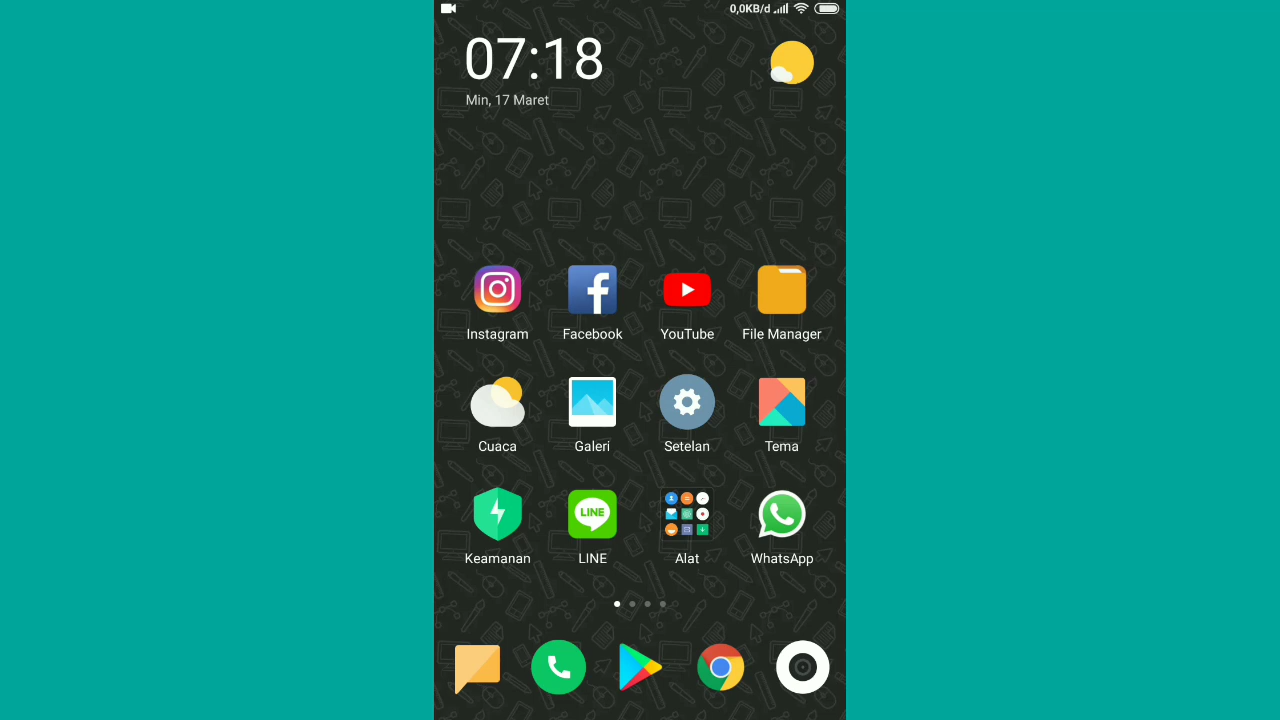 0,0KB/d
07:18
Min, 17 Maret
Instagram
Facebook
YouTube
File Manager
Cuaca
Galeri
Setelan
Tema
LINE
Keamanan
LINE
Alat
WhatsApp